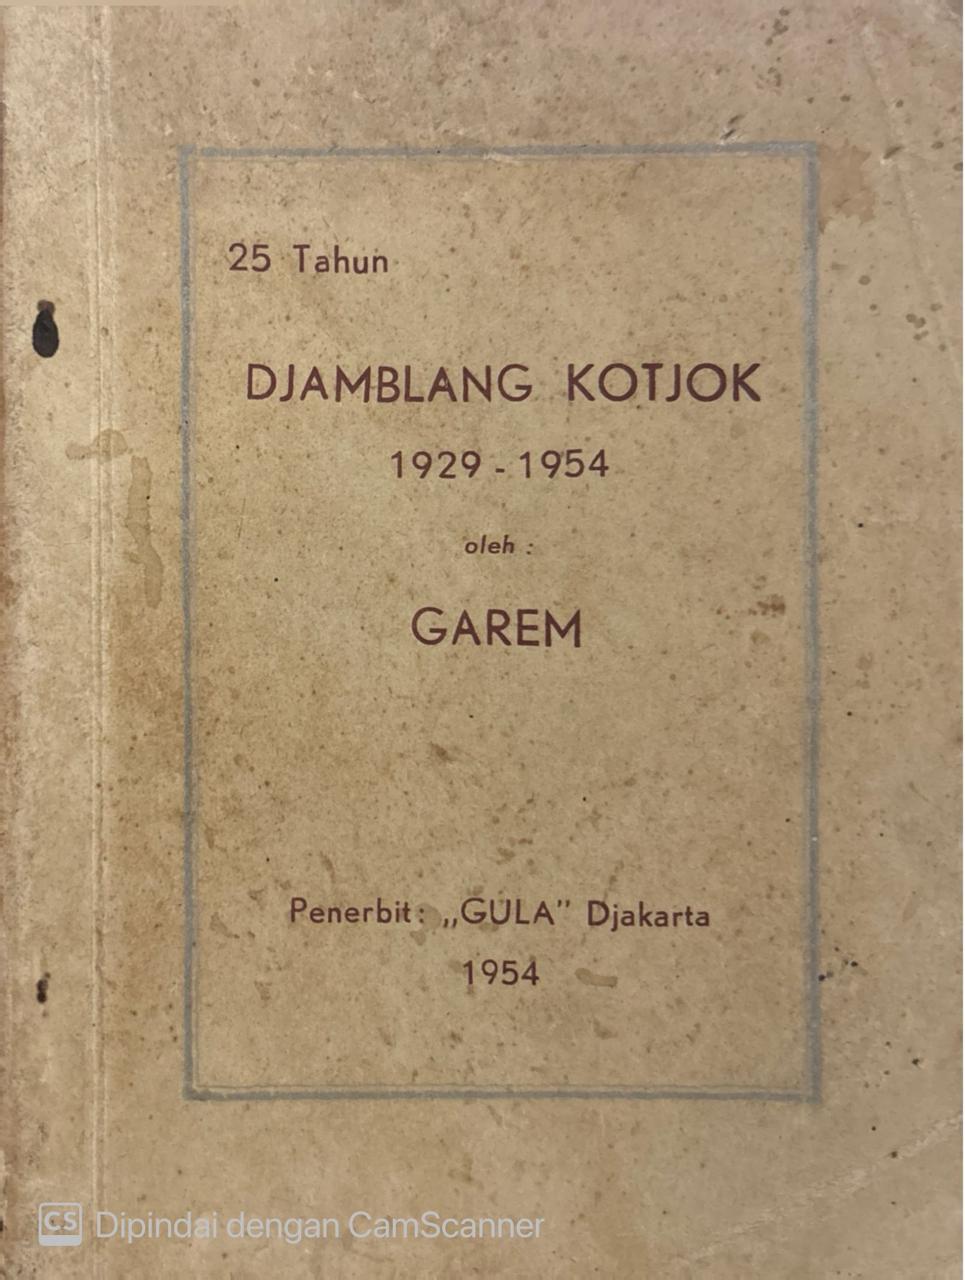 25 Tahun
DJAMBLANG KOTJOK
1929 - 1954
oleh :
GAREM
Penerbit: „GULA” Djakarta
1954
CS Dipindai dengan CamScanner